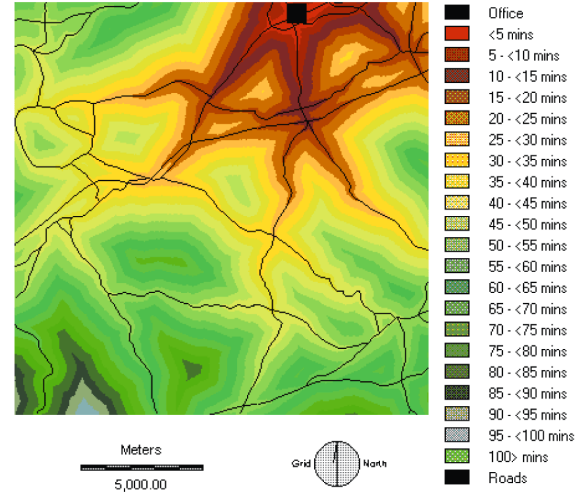 Office
<5 mins
5 - <10 mins
10 - <15 mins
15 - <20 mins
20 - <25 mins
25 - <30 mins
30 - <35 mins
35 - <40 mins
40 - <45 mins
45 - <50 mins
50 - <55 mins
55 - <60 mins
60 - <65 mins
65 - <70 mins
70 - <75 mins
75 - <80 mins
80 - <85 mins
85 - <90 mins
90 - <95 mins
95 - <100 mins
100> mins
Roads
Meters
5,000.00
Grid North